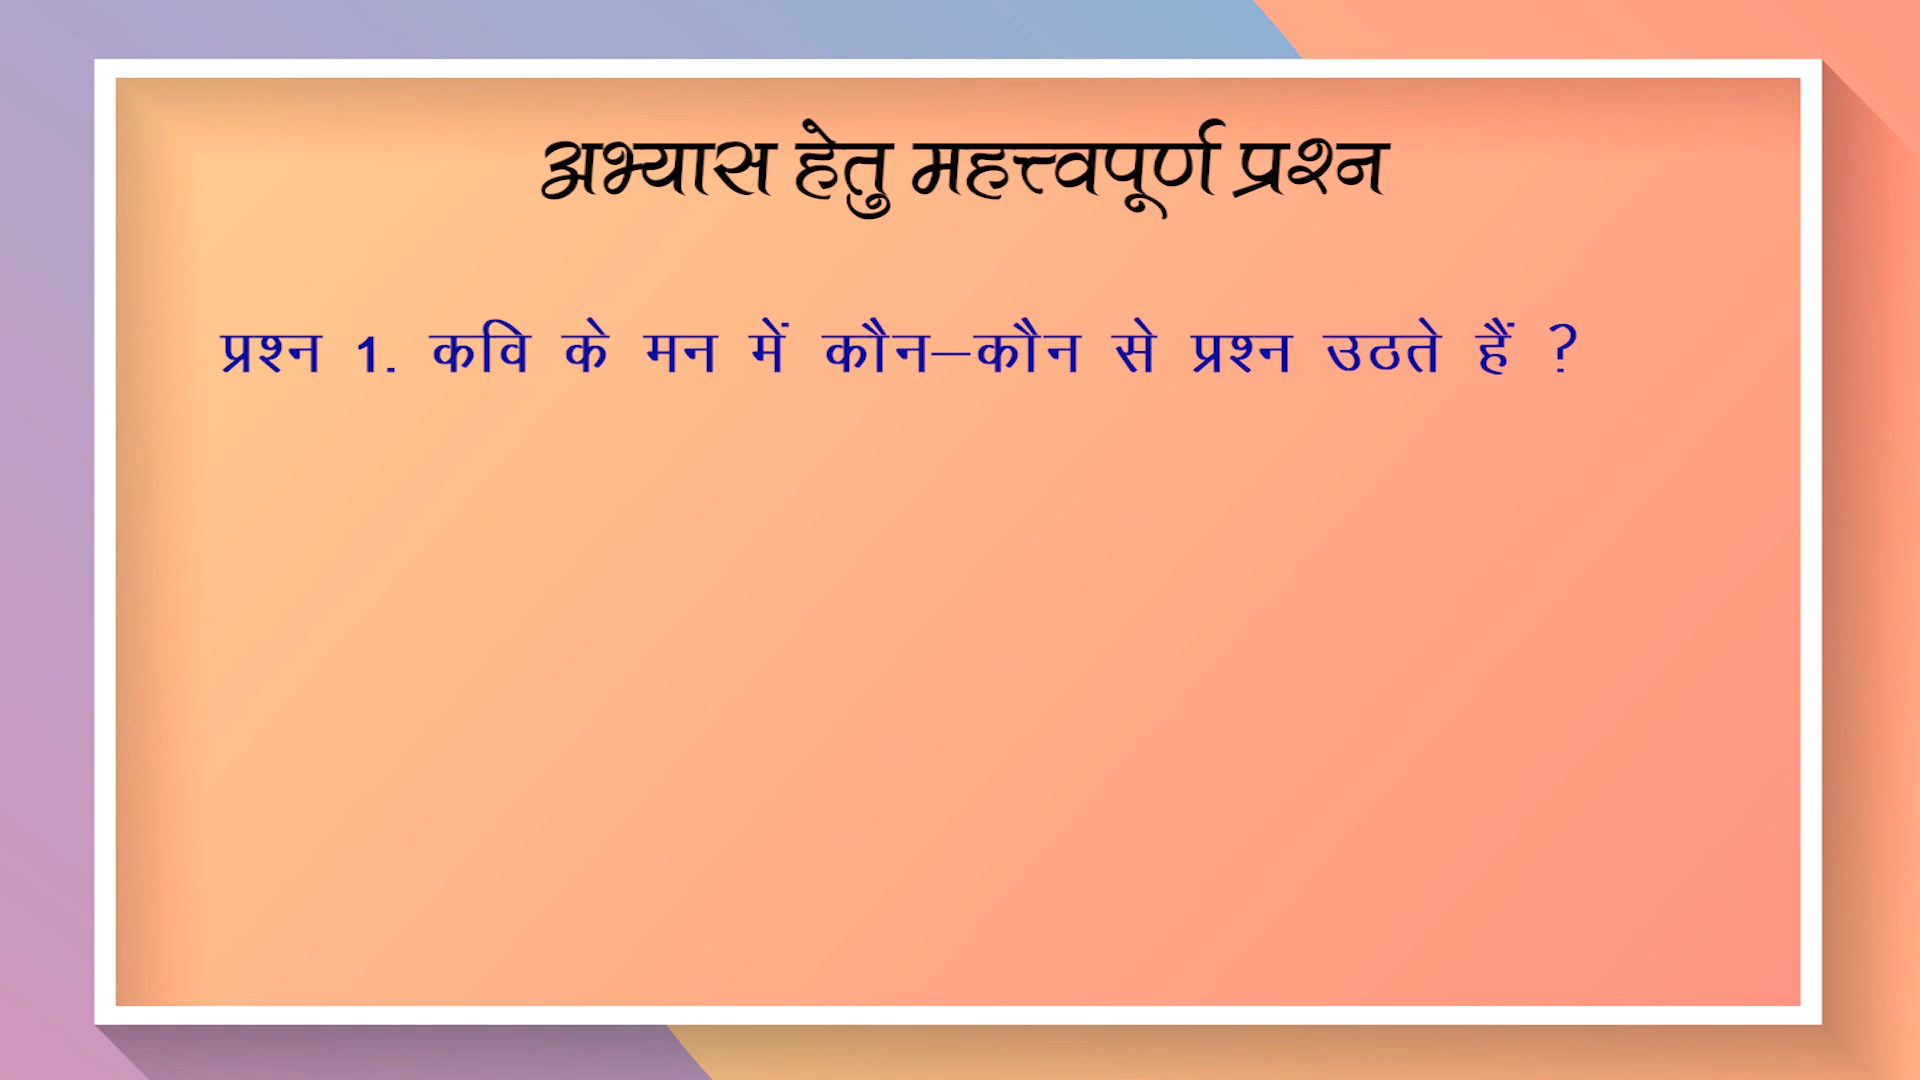 अभ्यास हेतु महत्त्वपूर्ण प्रश्न
प्रश्न 1. कवि के मन में कौन–कौन से प्रश्न उठते हैं ?